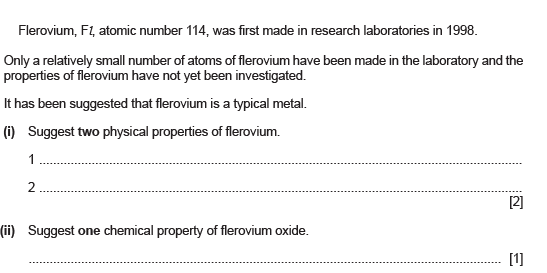 Flerovium, Fl, atomic number 114, was first made in research laboratories in 1998.
Only a relatively small number of atoms of flerovium have been made in the laboratory and the
properties of flerovium have not yet been investigated.
It has been suggested that flerovium is a typical metal.
(i) Suggest two physical properties of flerovium.
1 ..........
2 ..........
[2]
(ii) Suggest one chemical property of flerovium oxide.
.......... [1]